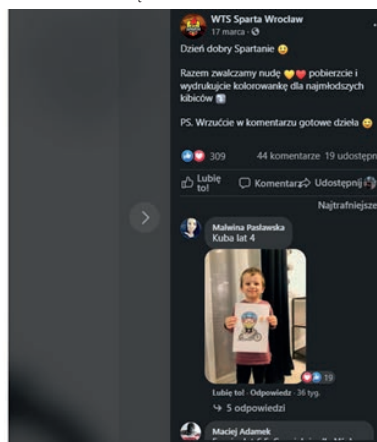 WTS Sparta Wrocław
17 marca ·
Dzień dobry Spartanie 😃
Razem zwalczamy nudę 💛❤️ pobierzcie i
wydrukujcie kolorowankę dla najmłodszych
kibiców ⤵️
PS. Wrzućcie w komentarzu gotowe dzieła 😃
309
44 komentarze 19 udostępn
Lubię to!
Komentarz
Udostępnij
Najtrafniejsze
Malwina Pasławska
Kuba lat 4
19
Lubię to! · Odpowiedz · 36 tyg.
5 odpowiedzi
Maciej Adamek